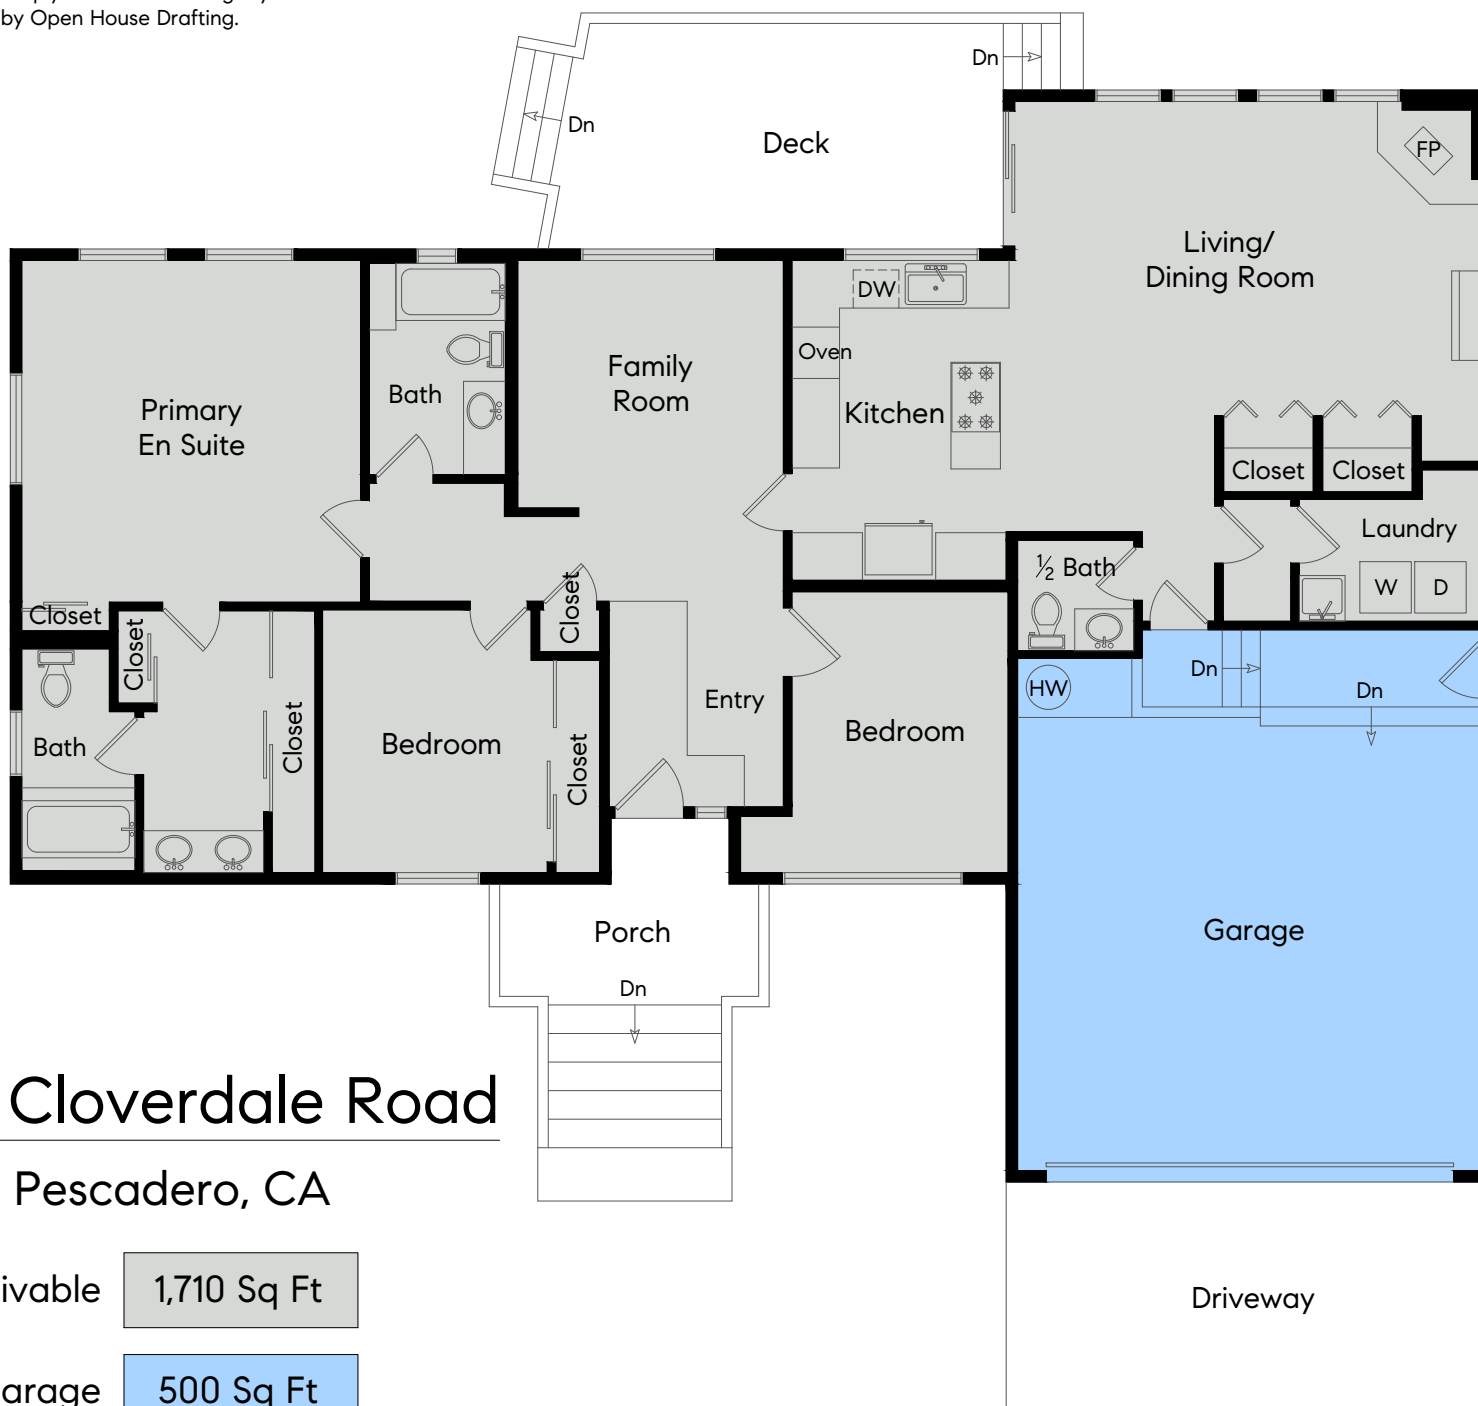 by Open House Drafting.
Dn
Dn
Deck
FP
Living/
Dining Room
DW
Oven
Family
Room
Bath
Primary
En Suite
Kitchen
Closet
Closet
Laundry
½ Bath
W
D
Closet
Closet
Closet
Dn
HW
Dn
Entry
Bedroom
Bedroom
Bath
Closet
Closet
Porch
Garage
Dn
Cloverdale Road
Pescadero, CA
ivable
1,710 Sq Ft
Driveway
arage
500 Sq Ft